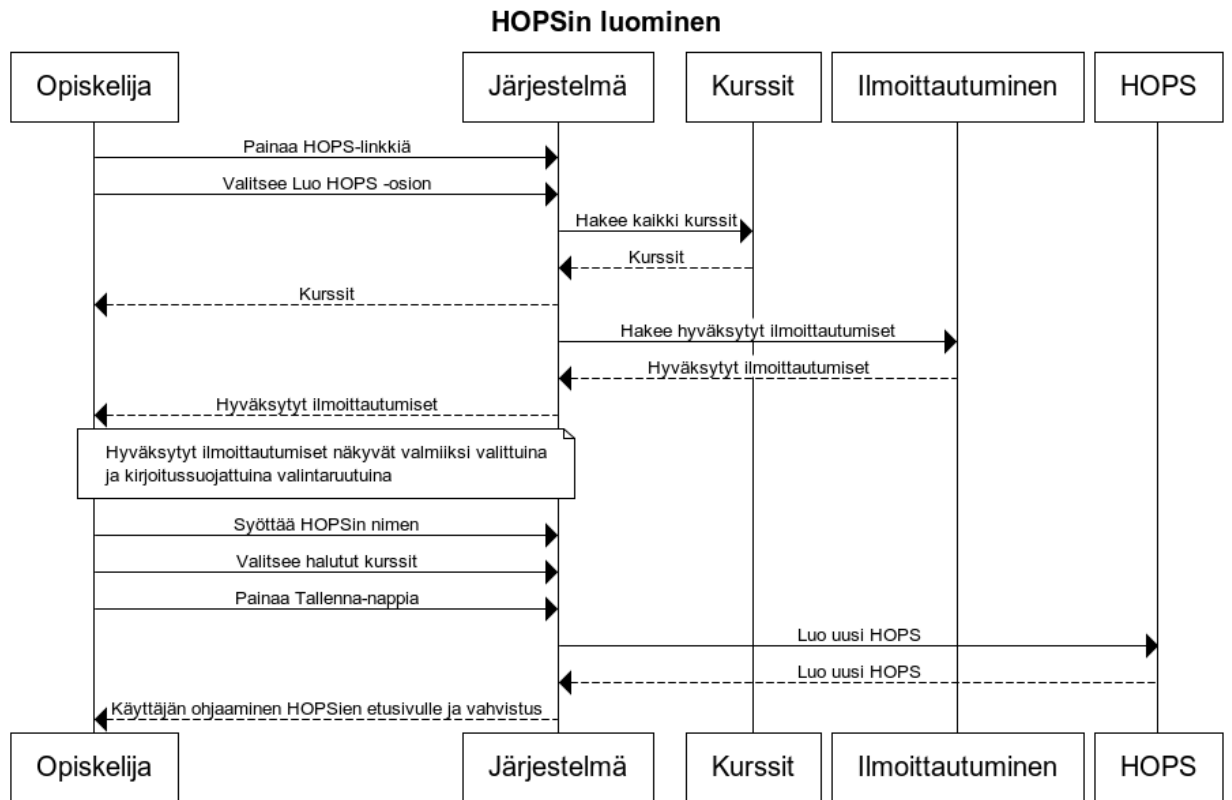 HOPSin luominen
Opiskelija
Järjestelmä
Kurssit
Ilmoittautuminen
HOPS
Painaa HOPS-linkkiä
Valitsee Luo HOPS -osion
Hakee kaikki kurssit
Kurssit
Kurssit
Hakee hyväksytyt ilmoittautumiset
Hyväksytyt ilmoittautumiset
Hyväksytyt ilmoittautumiset
Hyväksytyt ilmoittautumiset näkyvät valmiiksi valittuina
ja kirjoitussuojattuina valintaruutuina
Syöttää HOPSin nimen
Valitsee halutut kurssit
Painaa Tallenna-nappia
Luo uusi HOPS
Luo uusi HOPS
Käyttäjän ohjaaminen HOPSien etusivulle ja vahvistus
Opiskelija
Järjestelmä
Kurssit
Ilmoittautuminen
HOPS